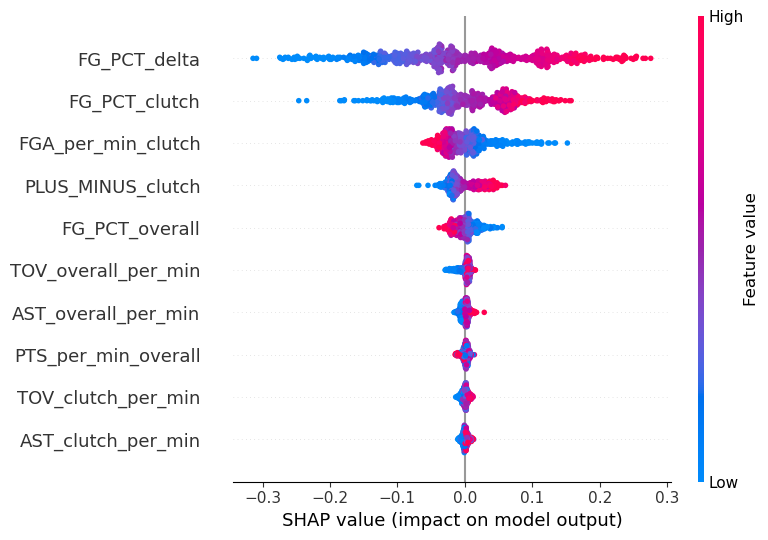 High
FG_PCT_delta
FG_PCT_clutch
FGA_per_min_clutch
PLUS_MINUS_clutch
FG_PCT_overall
TOV_overall_per_min
AST_overall_per_min
PTS_per_min_overall
TOV_clutch_per_min
AST_clutch_per_min
Feature value
Low
−0.3 −0.2 −0.1 0.0 0.1 0.2 0.3
SHAP value (impact on model output)